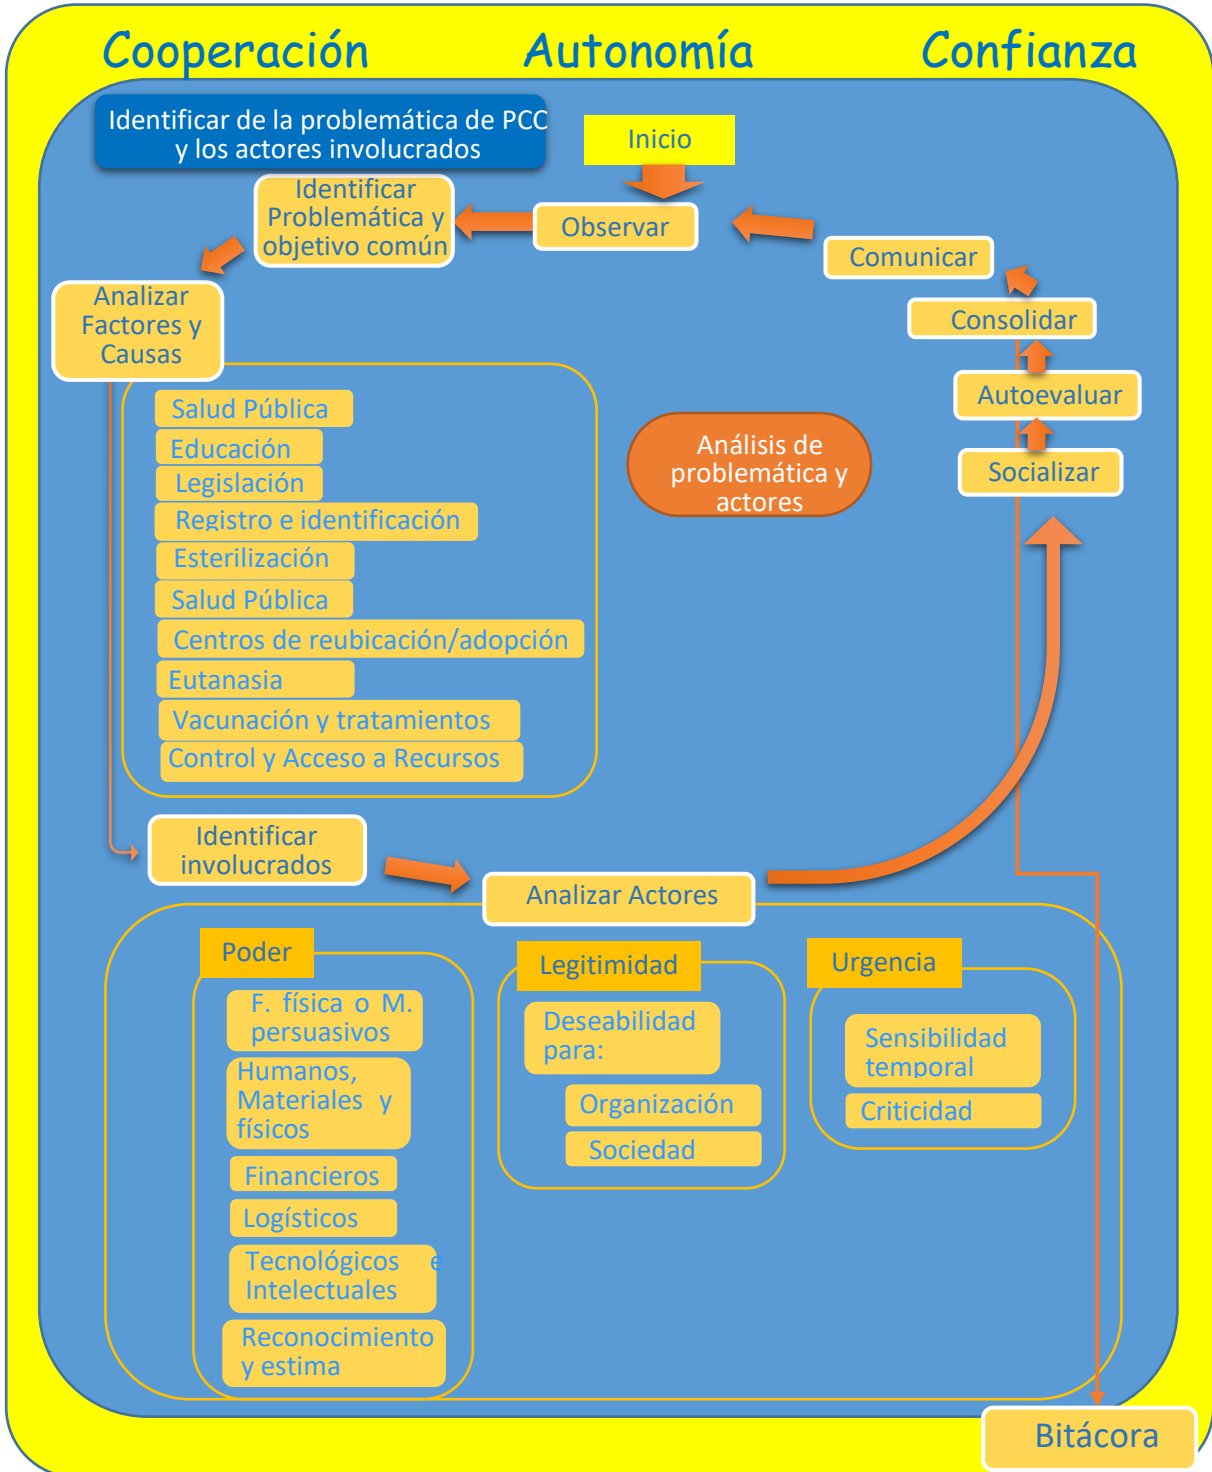 Cooperación Autonomía Confianza
Identificar de la problemática de PCC
y los actores involucrados
Inicio
Identificar
Problemática y
objetivo común
Observar
Comunicar
Analizar
Factores y
Causas
Consolidar
Autoevaluar
Socializar
Salud Pública
Educación
Legislación
Registro e identificación
Esterilización
Salud Pública
Centros de reubicación/adopción
Eutanasia
Vacunación y tratamientos
Control y Acceso a Recursos
Análisis de
problemática y
actores
Identificar
involucrados
Analizar Actores
Poder
F. física o M.
persuasivos
Humanos,
Materiales y
físicos
Financieros
Logísticos
Tecnológicos e
Intelectuales
Reconocimiento
y estima
Legitimidad
Deseabilidad
para:
Organización
Sociedad
Urgencia
Sensibilidad
temporal
Criticidad
Bitácora